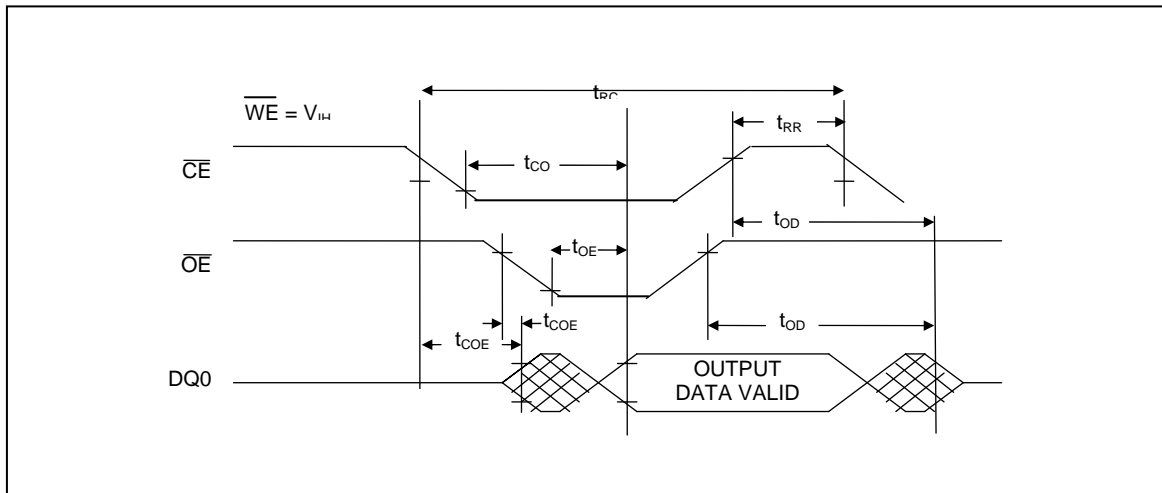 tRC
WE = VIH
tRR
tCO
CE
tOD
tOE
OE
tOD
tCOE
tCOE
OUTPUT
DQ0
DATA VALID